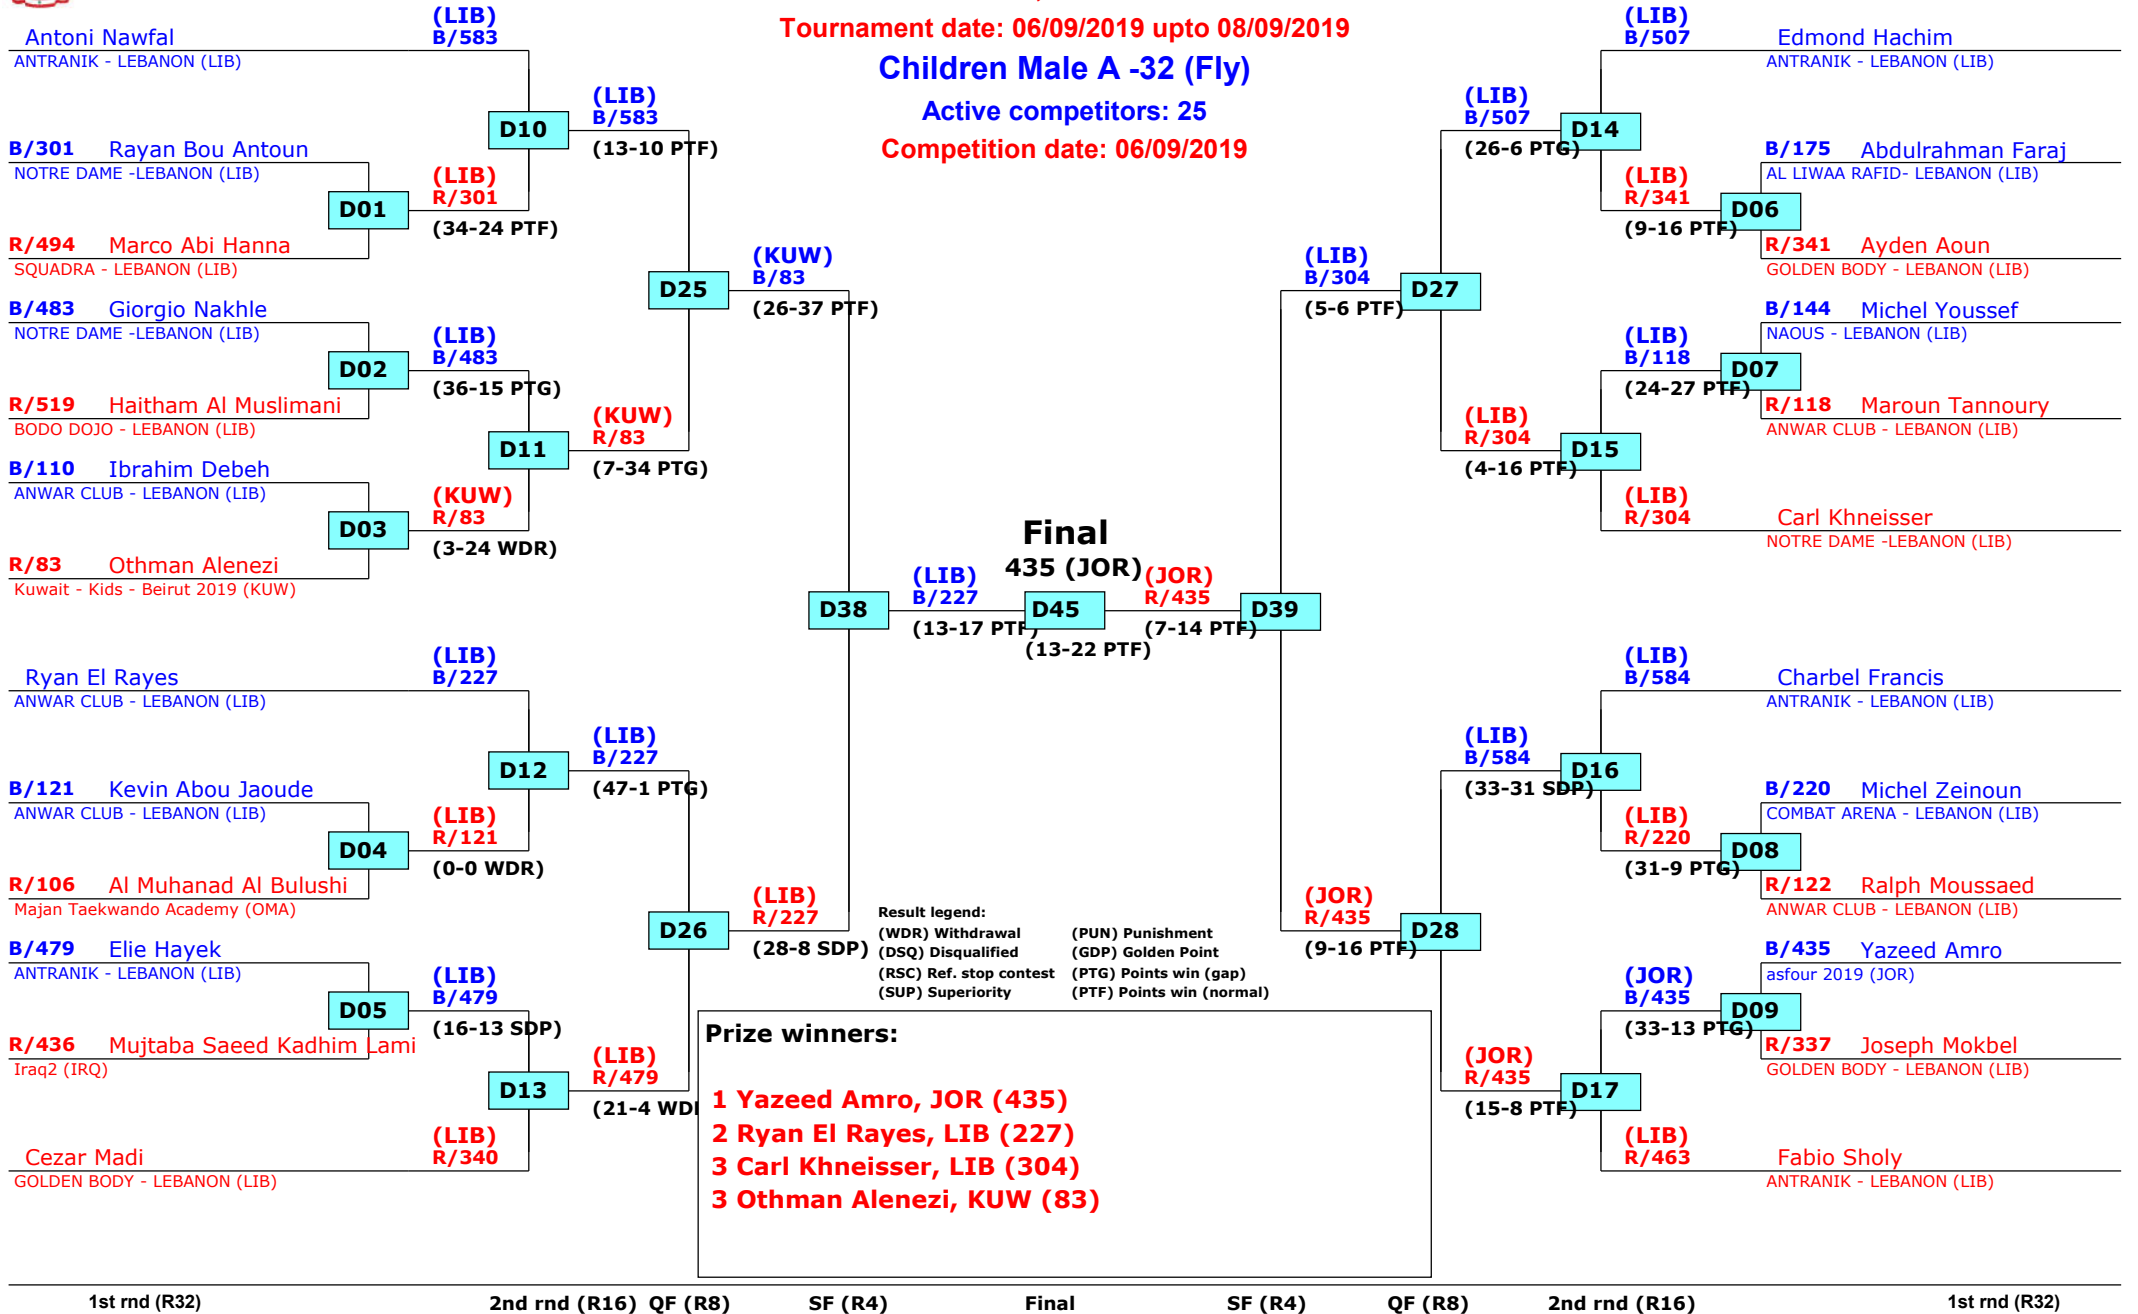 Tournament date: 06/09/2019 upto 08/09/2019
Children Male A -32 (Fly)
Active competitors: 25
Competition date: 06/09/2019
Antoni Nawfal
ANTRANIK - LEBANON (LIB)
(LIB)
B/583
B/301 Rayan Bou Antoun
NOTRE DAME -LEBANON (LIB)
D01
R/494 Marco Abi Hanna
SQUADRA - LEBANON (LIB)
(LIB)
R/301
(34-24 PTF)
D10
(LIB)
B/583
(13-10 PTF)
B/483 Giorgio Nakhle
NOTRE DAME -LEBANON (LIB)
D02
R/519 Haitham Al Muslimani
BODO DOJO - LEBANON (LIB)
(LIB)
B/483
(36-15 PTG)
B/110 Ibrahim Debeh
ANWAR CLUB - LEBANON (LIB)
D03
R/83 Othman Alenezi
Kuwait - Kids - Beirut 2019 (KUW)
(KUW)
R/83
(3-24 WDR)
D11
(KUW)
R/83
(7-34 PTG)
D25
(KUW)
B/83
(26-37 PTF)
Ryan El Rayes
ANWAR CLUB - LEBANON (LIB)
(LIB)
B/227
B/121 Kevin Abou Jaoude
ANWAR CLUB - LEBANON (LIB)
D04
R/106 Al Muhanad Al Bulushi
Majan Taekwando Academy (OMA)
(LIB)
R/121
(0-0 WDR)
D12
(LIB)
B/227
(47-1 PTG)
B/479 Elie Hayek
ANTRANIK - LEBANON (LIB)
D05
R/436 Mujtaba Saeed Kadhim Lami
Iraq2 (IRQ)
(LIB)
B/479
(16-13 SDP)
Cezar Madi
GOLDEN BODY - LEBANON (LIB)
(LIB)
R/340
D13
(LIB)
R/479
(21-4 WD
D26
(LIB)
R/227
(28-8 SDP)
D38
(LIB)
B/227
(13-17 PTF)
Final
435 (JOR)
D45
(13-22 PTF)
(JOR)
R/435
(7-14 PTF)
D39
(LIB)
B/304
(5-6 PTF)
D27
(LIB)
B/507
(26-6 PTG)
D14
(LIB)
B/507
Edmond Hachim
ANTRANIK - LEBANON (LIB)
B/175 Abdulrahman Faraj
AL LIWAA RAFID- LEBANON (LIB)
(LIB)
R/341
(9-16 PTF)
D06
R/341 Ayden Aoun
GOLDEN BODY - LEBANON (LIB)
B/144 Michel Youssef
NAOUS - LEBANON (LIB)
(LIB)
B/118
(24-27 PTF)
D07
R/118 Maroun Tannoury
ANWAR CLUB - LEBANON (LIB)
(LIB)
R/304
(4-16 PTF)
D15
(LIB)
R/304
Carl Khneisser
NOTRE DAME -LEBANON (LIB)
(LIB)
B/584
Charbel Francis
ANTRANIK - LEBANON (LIB)
(LIB)
B/584
(33-31 SDP)
D16
B/220 Michel Zeinoun
COMBAT ARENA - LEBANON (LIB)
(LIB)
R/220
(31-9 PTG)
D08
R/122 Ralph Moussaed
ANWAR CLUB - LEBANON (LIB)
(JOR)
R/435
(9-16 PTF)
D28
B/435 Yazeed Amro
asfour 2019 (JOR)
(JOR)
B/435
(33-13 PTG)
D09
R/337 Joseph Mokbel
GOLDEN BODY - LEBANON (LIB)
(JOR)
R/435
(15-8 PTF)
D17
(LIB)
R/463
Fabio Sholy
ANTRANIK - LEBANON (LIB)
Result legend:
(WDR) Withdrawal (PUN) Punishment
(DSQ) Disqualified (GDP) Golden Point
(RSC) Ref. stop contest (PTG) Points win (gap)
(SUP) Superiority (PTF) Points win (normal)
Prize winners:
1 Yazeed Amro, JOR (435)
2 Ryan El Rayes, LIB (227)
3 Carl Khneisser, LIB (304)
3 Othman Alenezi, KUW (83)
1st rnd (R32) 2nd rnd (R16) QF (R8) SF (R4) Final SF (R4) QF (R8) 2nd rnd (R16) 1st rnd (R32)